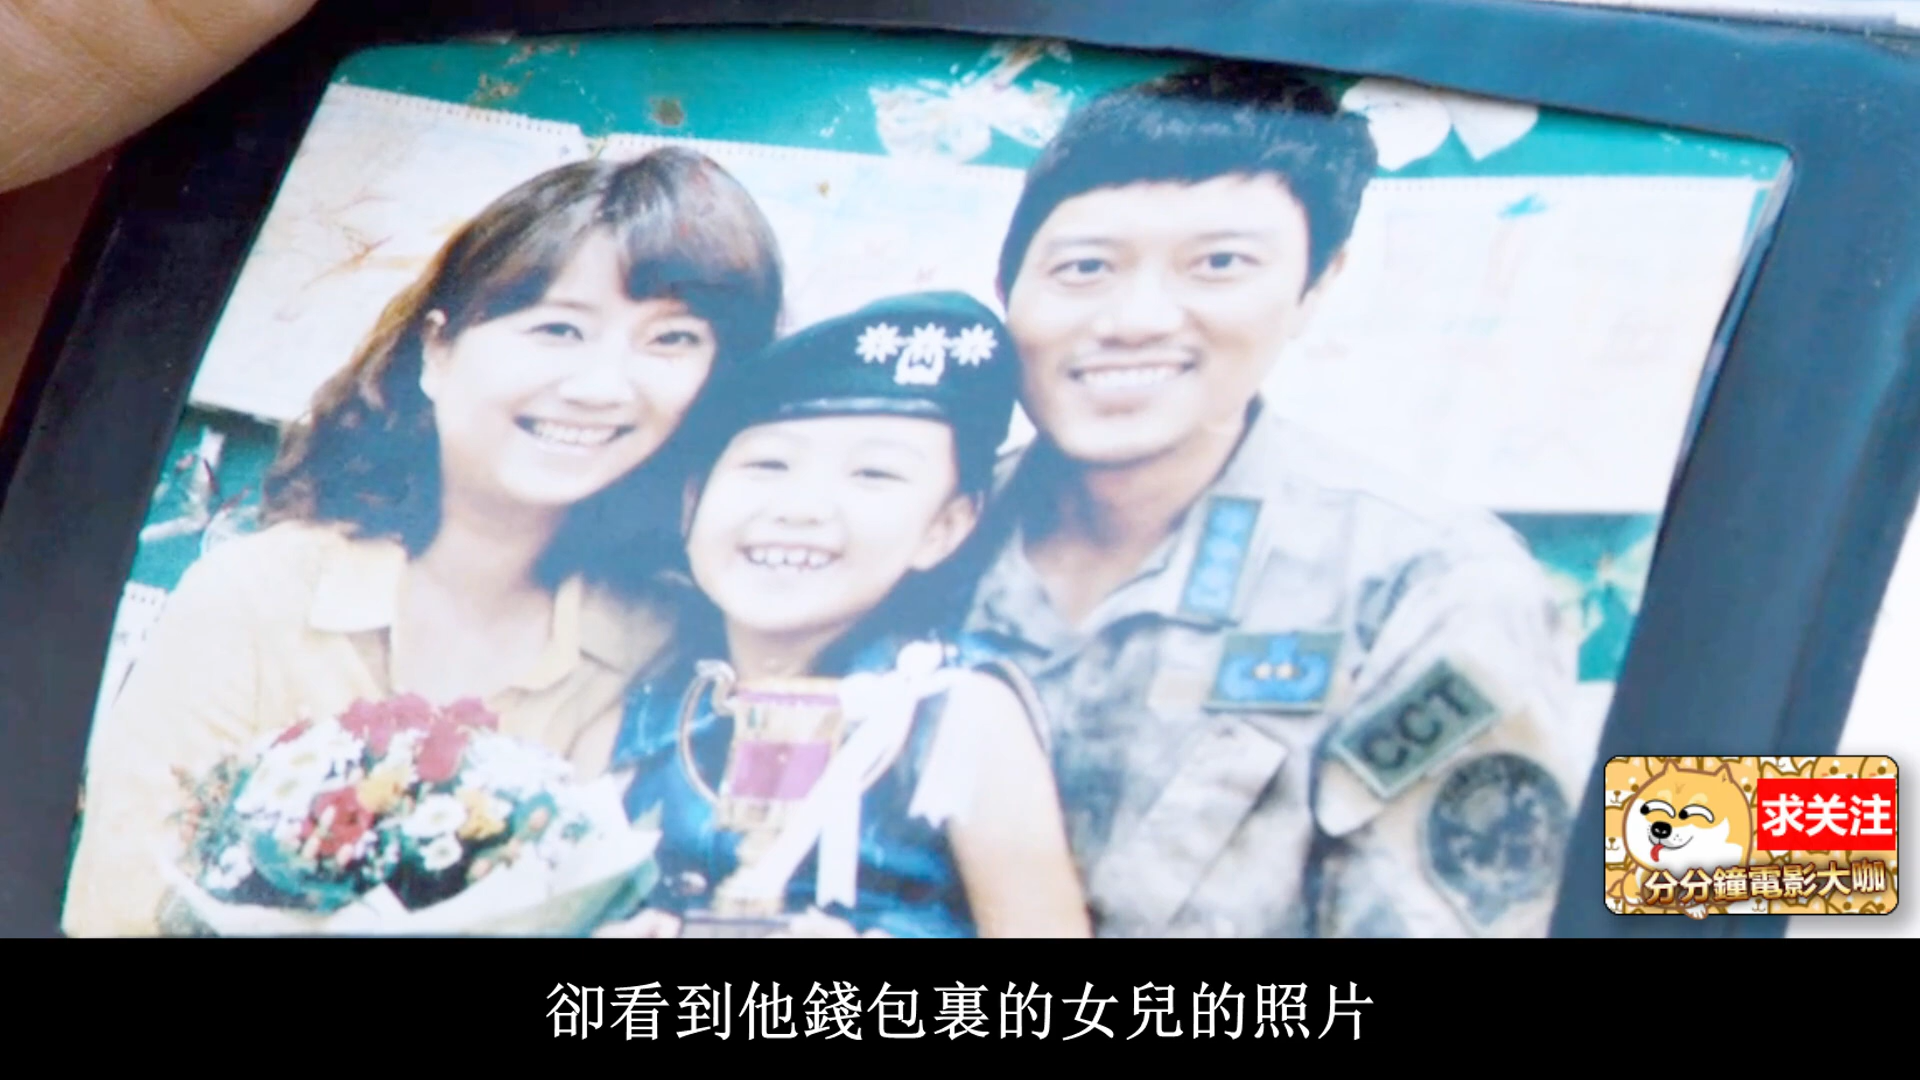 CCT
求关注
分分鐘電影大咖
卻看到他錢包裏的女兒的照片